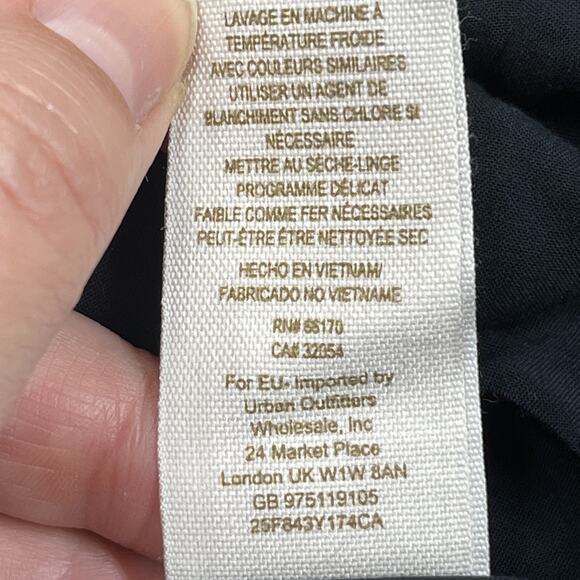 LAVAGE EN MACHINE À
TEMPÉRATURE FROIDE
AVEC COULEURS SIMILAIRES
UTILISER UN AGENT DE
BLANCHIMENT SANS CHLORE SI
NÉCESSAIRE
METTRE AU SÈCHE-LINGE
PROGRAMME DÉLICAT
FAIBLE COMME FER NÉCESSAIRES
PEUT-ÊTRE ÊTRE NETTOYÉE SEC
HECHO EN VIETNAM/
FABRICADO NO VIETNAME
RN# 66170
CA# 32054
For EU- Imported by
Urban Outfitters
Wholesale, Inc
24 Market Place
London UK W1W 8AN
GB 975119105
25F843Y174CA